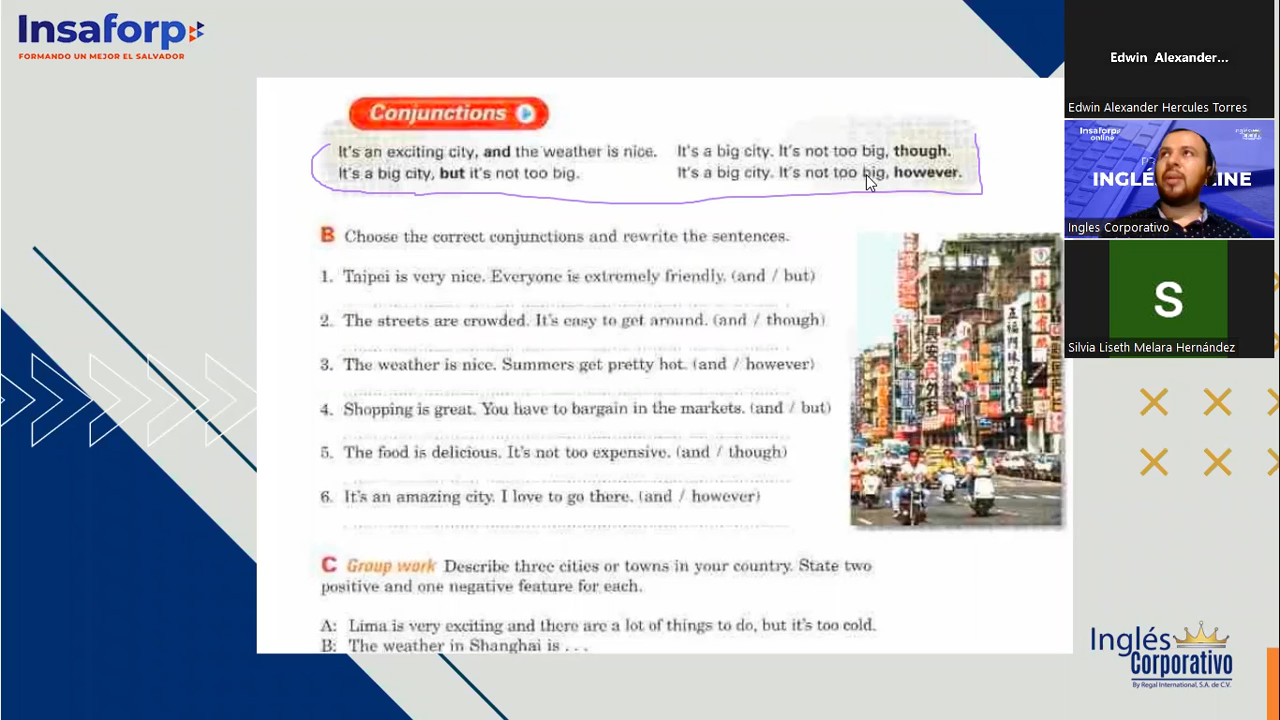 Insaforp
FORMANDO UN MEJOR EL SALVADOR
Conjunctions
It's an exciting city, and the weather is nice.
It's a big city, but it's not too big.
It's a big city. It's not too big, though.
It's a big city. It's not too big, however.
B Choose the correct conjunctions and rewrite the sentences.
1. Taipei is very nice. Everyone is extremely friendly. (and / but)
2. The streets are crowded. It's easy to get around. (and / though)
3. The weather is nice. Summers get pretty hot. (and / however)
4. Shopping is great. You have to bargain in the markets. (and / but)
5. The food is delicious. It's not too expensive. (and / though)
6. It's an amazing city. I love to go there. (and / however)
C Group work Describe three cities or towns in your country. State two
positive and one negative feature for each.
A: Lima is very exciting and there are a lot of things to do, but it's too cold.
B: The weather in Shanghai is . . .
Edwin Alexander...
Edwin Alexander Hercules Torres
Insaforp
online
INGLÉ
LINE
Ingles Corporativo
S
Silvia Liseth Melara Hernández
Inglés
Corporativo
By Regal International, S.A. de C.V.